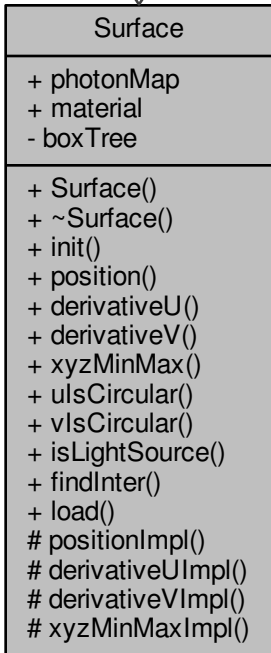 Surface
+ photonMap
+ material
- boxTree
+ Surface()
+ ~Surface()
+ init()
+ position()
+ derivativeU()
+ derivativeV()
+ xyzMinMax()
+ uIsCircular()
+ vIsCircular()
+ isLightSource()
+ findInter()
+ load()
# positionImpl()
# derivativeUImpl()
# derivativeVImpl()
# xyzMinMaxImpl()